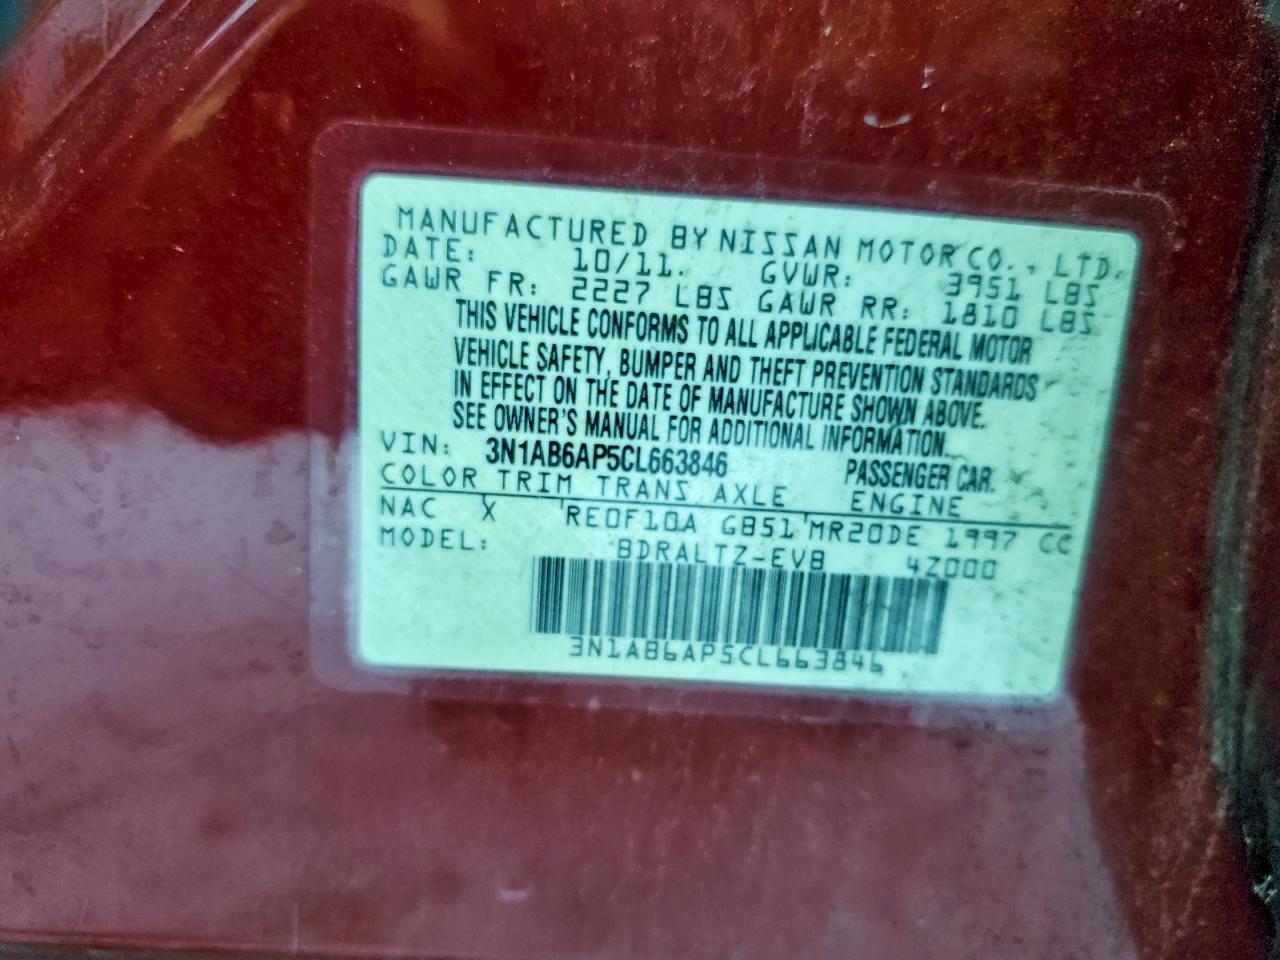 MANUFACTURED BY NISSAN MOTOR CO., LTD.
DATE: 10/11. GVWR: 3951 LBS
GAWR FR: 2227 LBS GAWR RR: 1810 LBS
THIS VEHICLE CONFORMS TO ALL APPLICABLE FEDERAL MOTOR
VEHICLE SAFETY, BUMPER AND THEFT PREVENTION STANDARDS
IN EFFECT ON THE DATE OF MANUFACTURE SHOWN ABOVE.
SEE OWNER'S MANUAL FOR ADDITIONAL INFORMATION.
VIN: 3N1AB6AP5CL663846 PASSENGER CAR.
COLOR TRIM TRANS AXLE ENGINE
NAC X RE0F10A GB51 MR20DE 1997 CC
MODEL: BDRALTZ-EVB 4Z000
3N1AB6AP5CL663846